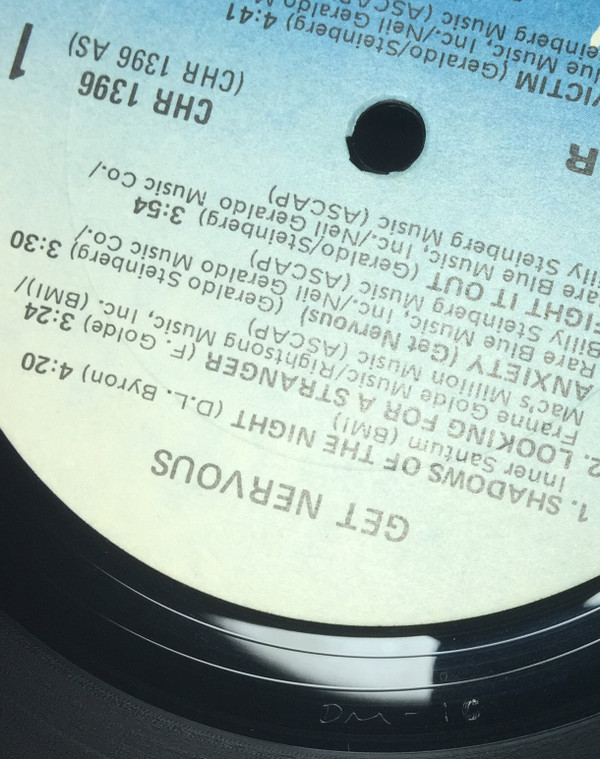 GET NERVOUS
1. SHADOWS OF THE NIGHT (D.L. Byron) 4:20
Inner Santum (BMI)
2. LOOKING FOR A STRANGER (F. Golde) 3:24
Franne Golde Music/Rightsong Music, Inc. (BMI)/
Mac's Million Music (ASCAP)
ANXIETY (Get Nervous) (Geraldo Steinberg) 3:30
Rare Blue Music, Inc./Neil Geraldo Music Co./
Billy Steinberg Music (ASCAP)
FIGHT IT OUT (Geraldo/Steinberg) 3:54
Rare Blue Music, Inc./Neil Geraldo Music Co./
Billy Steinberg Music (ASCAP)
R
CHR 1396
(CHR 1396 AS)
1
VICTIM (Geraldo/Steinberg) 4:41
Blue Music, Inc./Neil Geraldo M
Steinberg Music (ASCAP)
DM-16